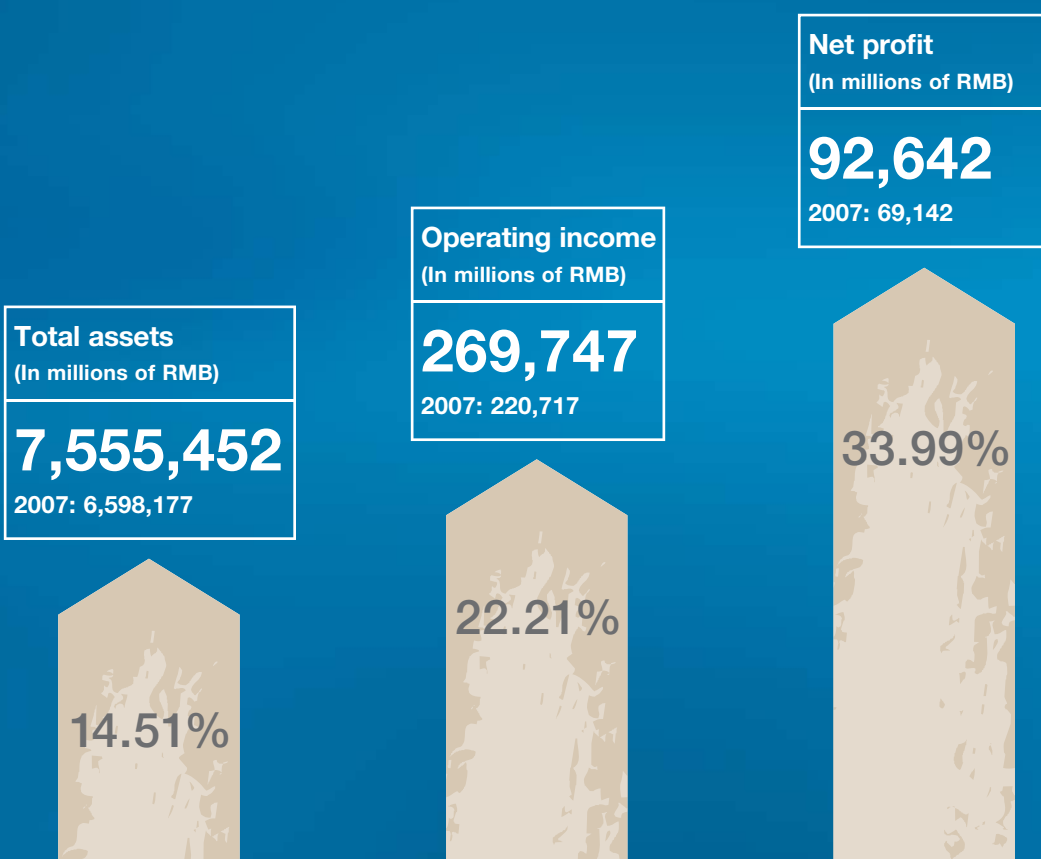 Total assets
(In millions of RMB)
7,555,452
2007: 6,598,177
14.51%
Operating income
(In millions of RMB)
269,747
2007: 220,717
22.21%
Net profit
(In millions of RMB)
92,642
2007: 69,142
33.99%